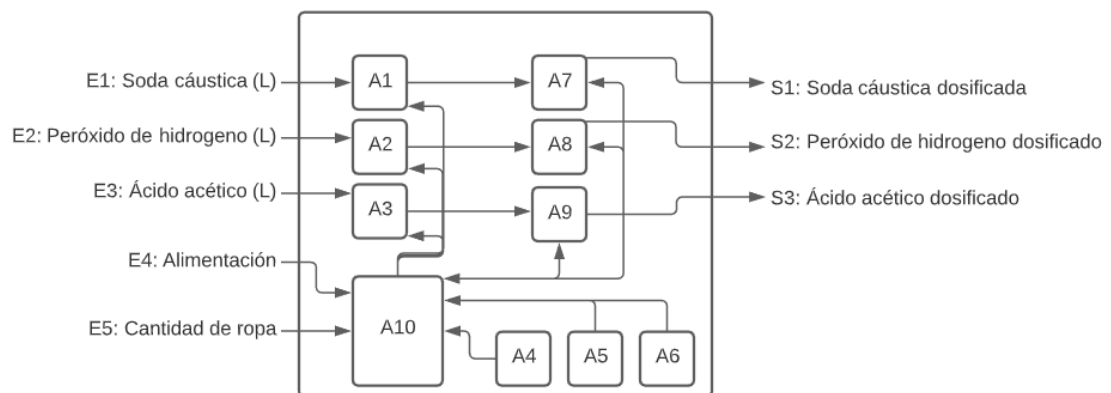 E1: Soda cáustica (L)
A1
A7
S1: Soda cáustica dosificada
E2: Peróxido de hidrogeno (L)
A2
A8
S2: Peróxido de hidrogeno dosificado
E3: Ácido acético (L)
A3
A9
S3: Ácido acético dosificado
E4: Alimentación
E5: Cantidad de ropa
A10
A4
A5
A6